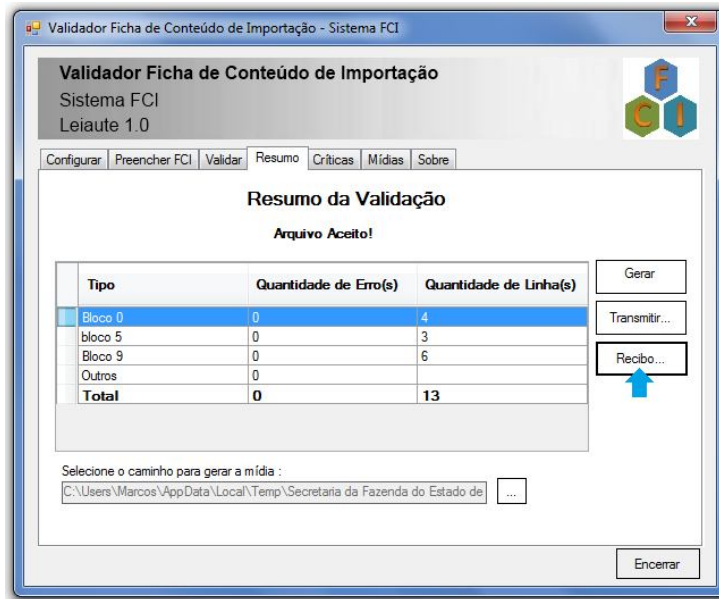 Validador Ficha de Conteúdo de Importação - Sistema FCI
Validador Ficha de Conteúdo de Importação
Sistema FCI
Leiaute 1.0
F
C I
Configurar Preencher FCI Validar Resumo Críticas Mídias Sobre
Resumo da Validação
Arquivo Aceito!
Tipo Quantidade de Erro(s) Quantidade de Linha(s)
Bloco 0 0 4
bloco 5 0 3
Bloco 9 0 6
Outros 0
Total 0 13
Gerar
Transmitir...
Recibo...
Selecione o caminho para gerar a mídia :
C:\Users\Marcos\AppData\Local\Temp\Secretaria da Fazenda do Estado de
...
Encerrar